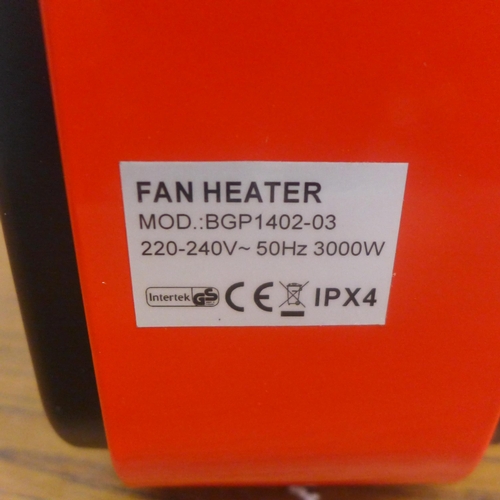 FAN HEATER
MOD.:BGP1402-03
220-240V~ 50Hz 3000W
Intertek GS CE IPX4